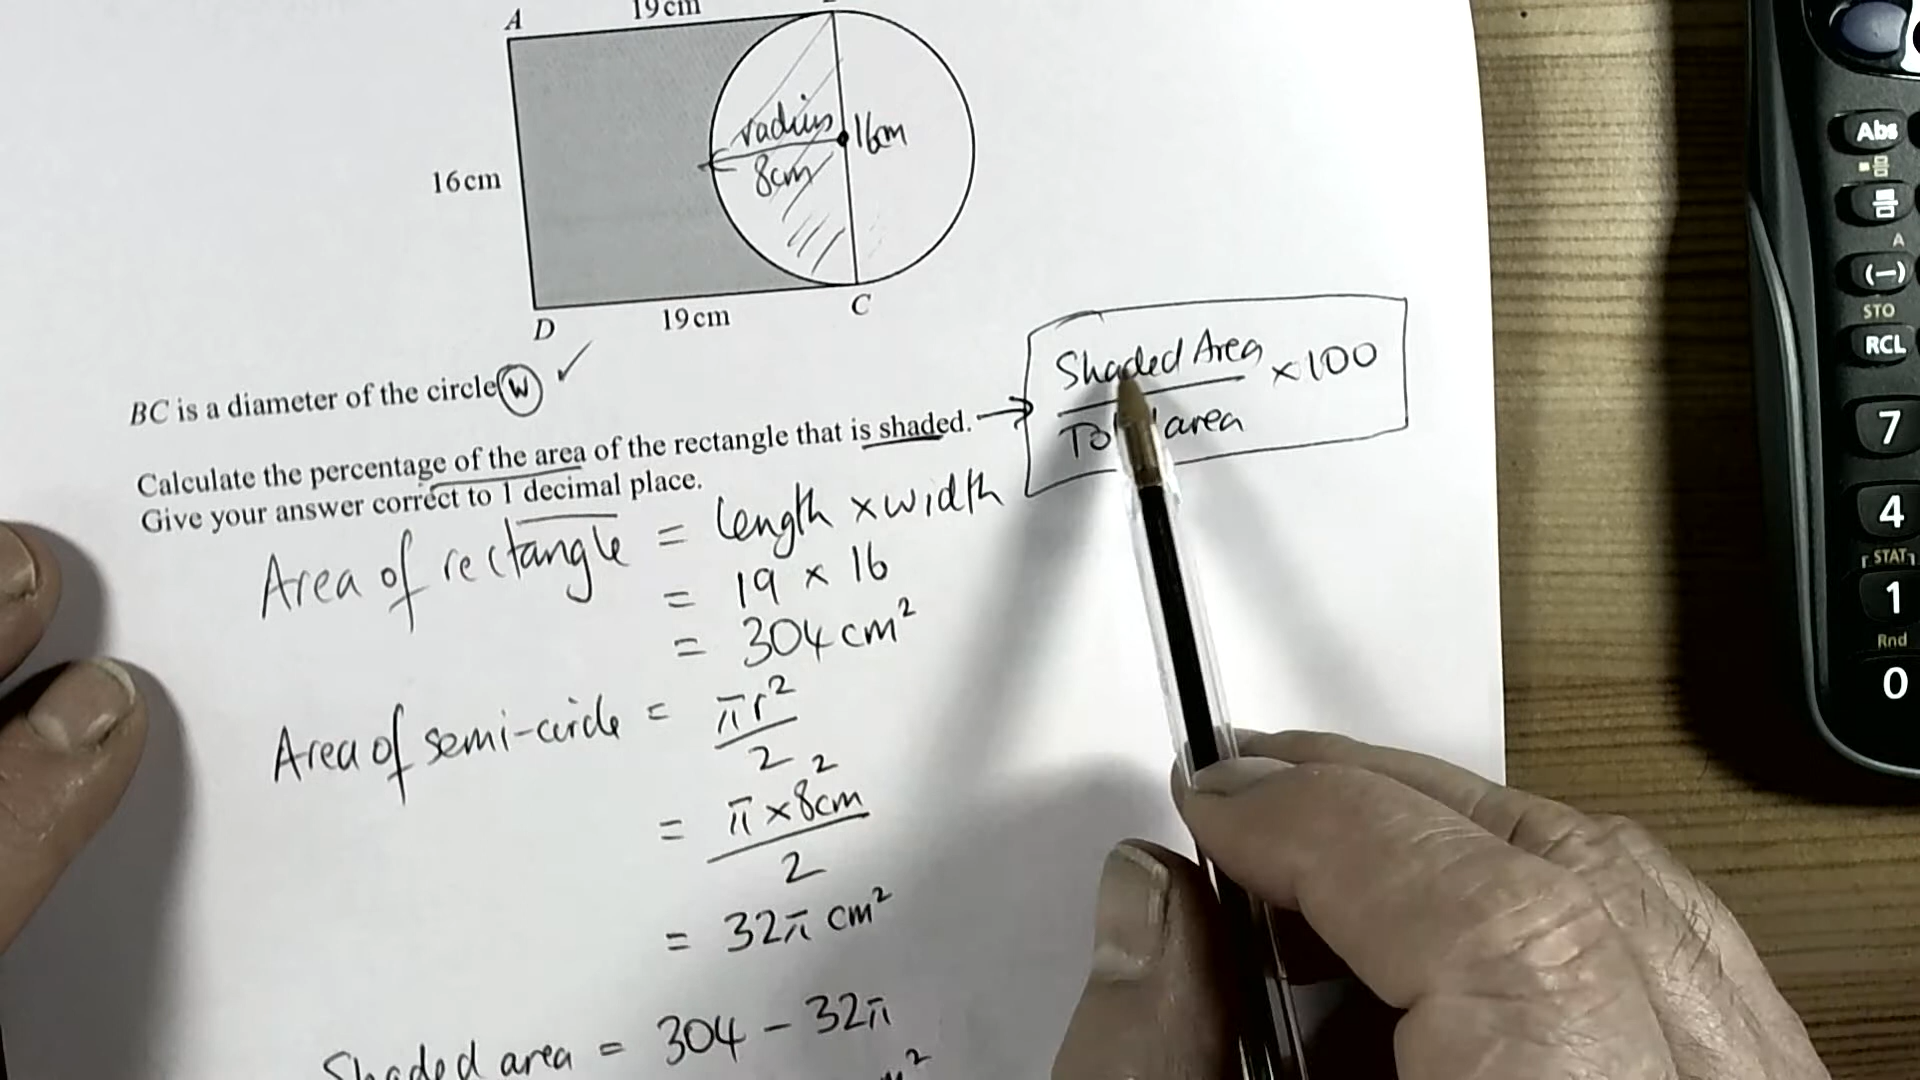 A
19cm
radius
16cm
8cm
16cm
19cm
D
C
BC is a diameter of the circle W ✓
Calculate the percentage of the area of the rectangle that is shaded. →
Give your answer correct to 1 decimal place.
Shaded Area
area
×100
Area of rectangle = length × width
= 19 × 16
= 304 cm²
Area of semi-circle = πr²
2
= π × 8cm²
2
= 32π cm²
Shaded area = 304 − 32π
Abs
A
(−)
STO
RCL
7
4
STAT
1
Rnd
0